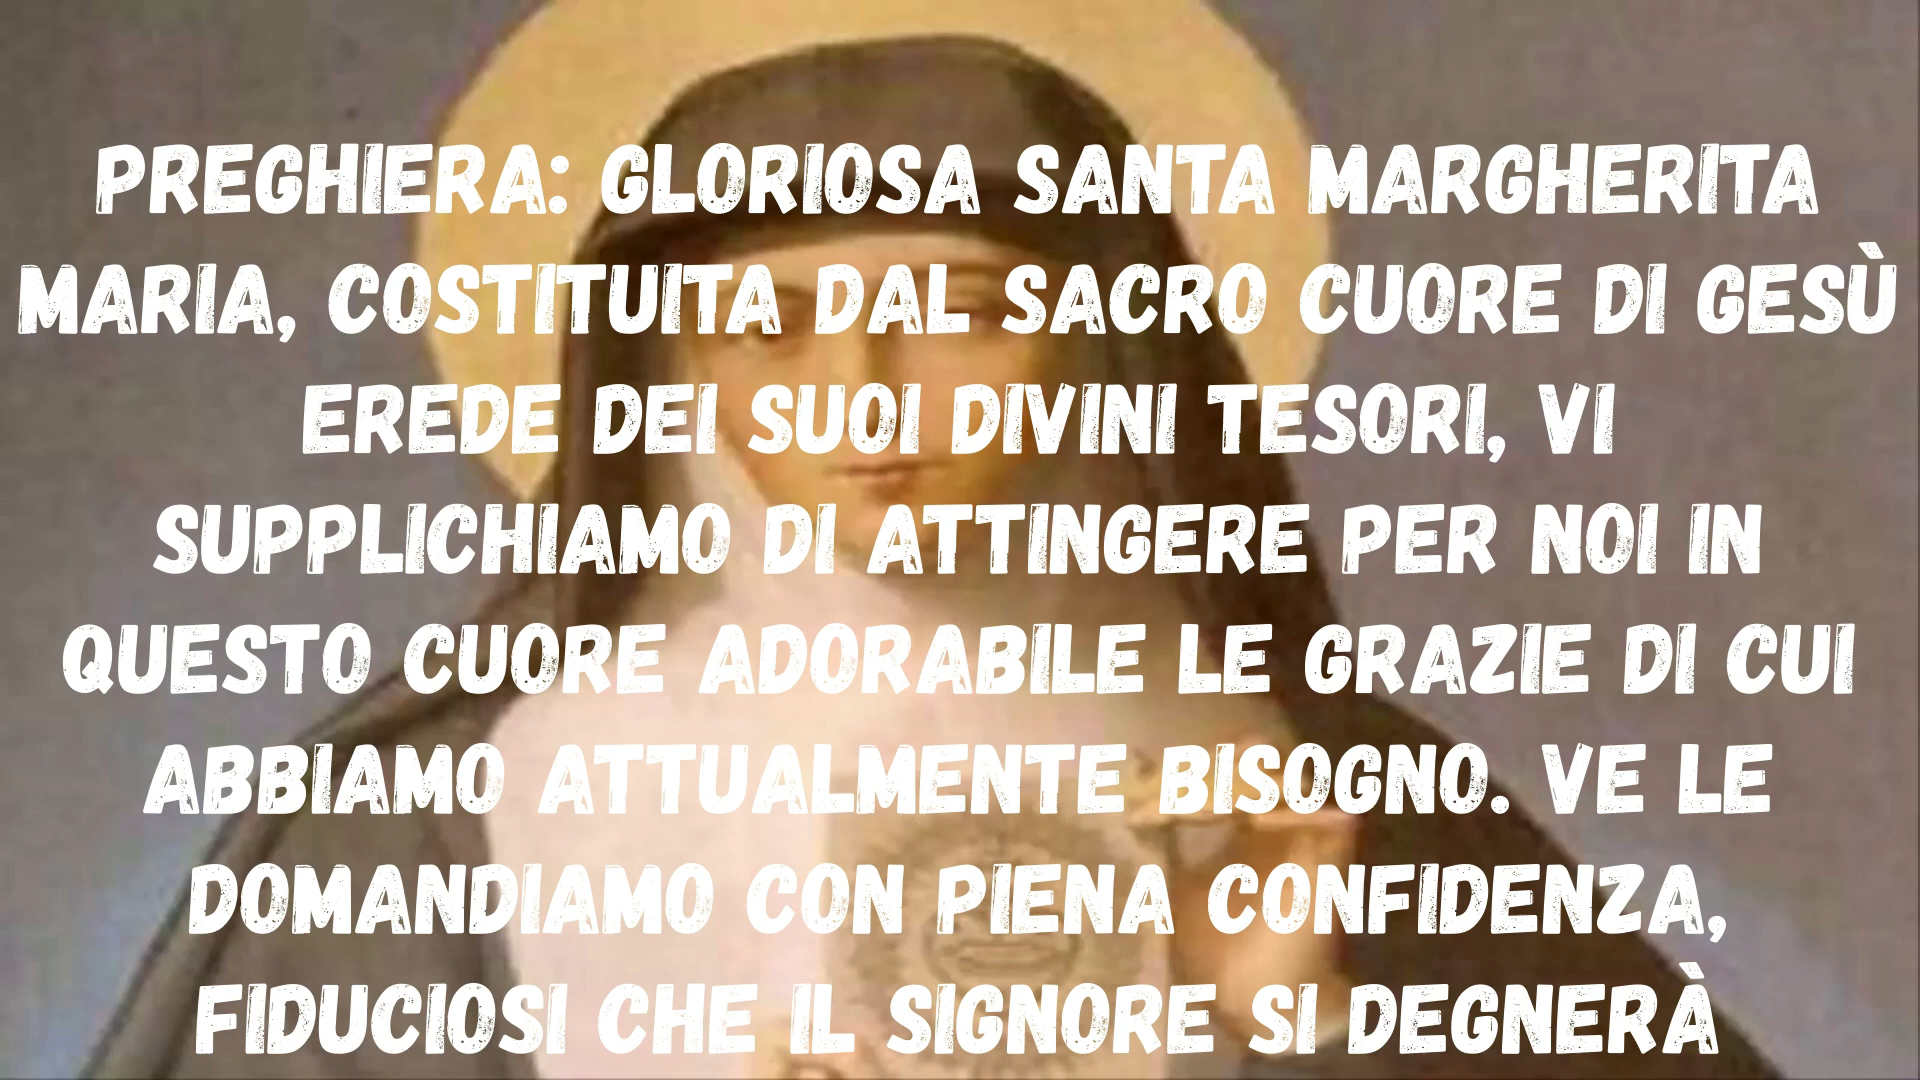 PREGHIERA: GLORIOSA SANTA MARGHERITA
MARIA, COSTITUITA DAL SACRO CUORE DI GESÙ
EREDE DEI SUOI DIVINI TESORI, VI
SUPPLICHIAMO DI ATTINGERE PER NOI IN
QUESTO CUORE ADORABILE LE GRAZIE DI CUI
ABBIAMO ATTUALMENTE BISOGNO. VE LE
DOMANDIAMO CON PIENA CONFIDENZA,
FIDUCIOSI CHE IL SIGNORE SI DEGNERÀ